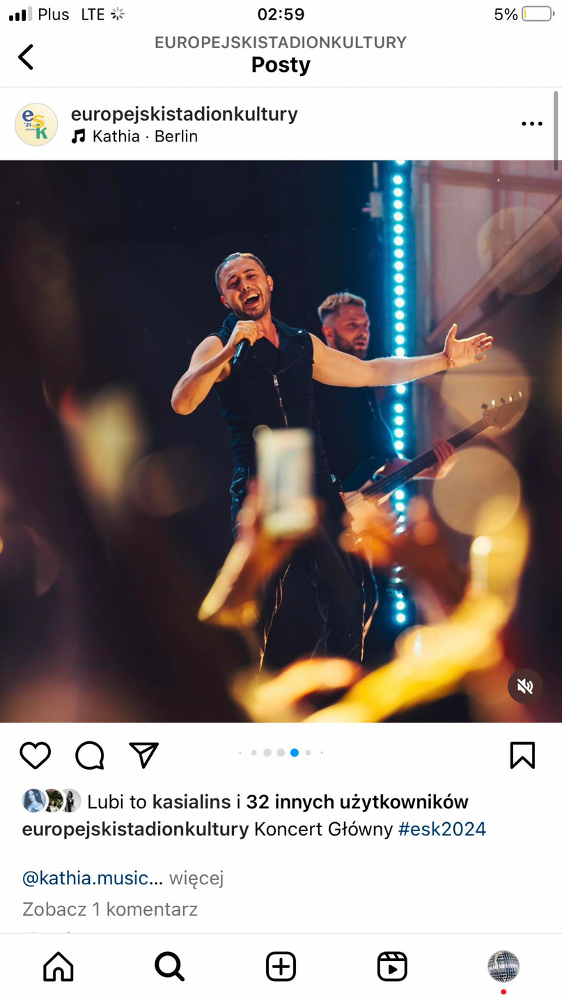 Plus LTE 02:59 5%
EUROPEJSKISTADIONKULTURY
Posty
europejskistadionkultury
Kathia · Berlin
Lubi to kasialins i 32 innych użytkowników
europejskistadionkultury Koncert Główny #esk2024
@kathia.music... więcej
Zobacz 1 komentarz